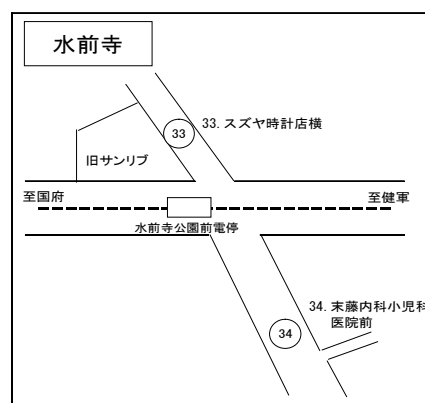 水前寺
33. スズヤ時計店横
33
旧サンリブ
至国府
至健軍
水前寺公園前電停
34. 末藤内科小児科
医院前
34